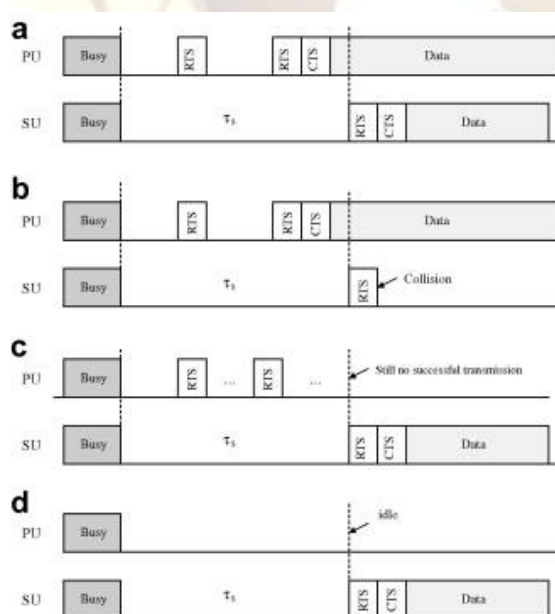 a
PU Busy RTS RTS CTS Data
SU Busy τs RTS CTS Data
b
PU Busy RTS RTS CTS Data
SU Busy τs RTS Collision
c
PU Busy RTS ... RTS ... Still no successful transmission
SU Busy τs RTS CTS Data
d
PU Busy idle
SU Busy τs RTS CTS Data